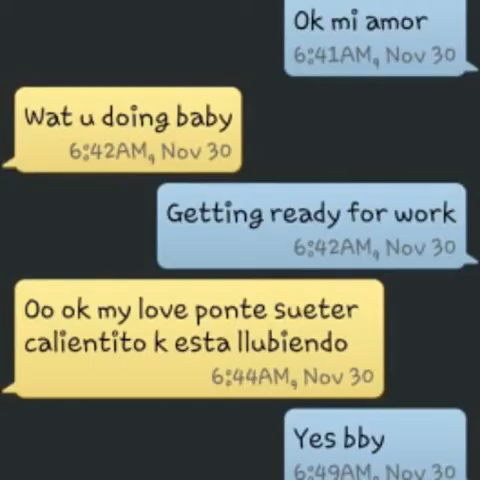 Ok mi amor
6:41AM, Nov 30
Wat u doing baby
6:42AM, Nov 30
Getting ready for work
6:42AM, Nov 30
Oo ok my love ponte sueter
calientito k esta llubiendo
6:44AM, Nov 30
Yes bby
6:49AM, Nov 30